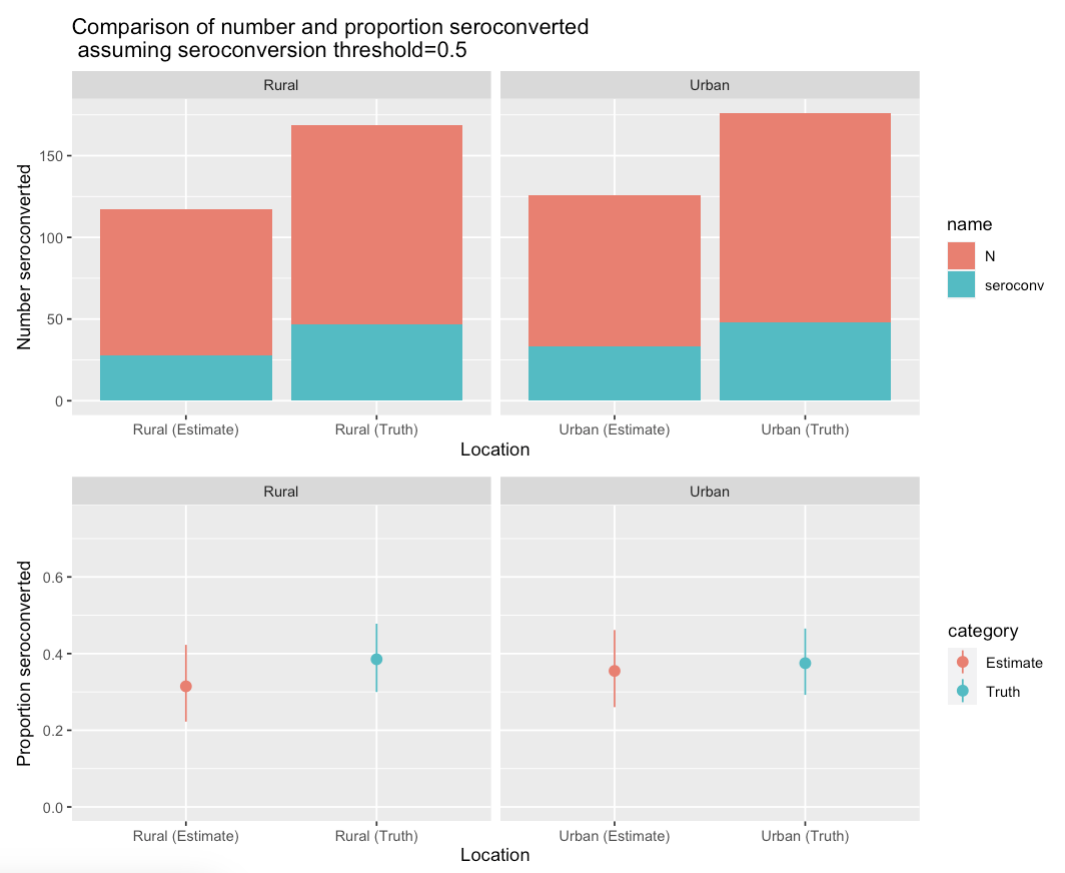 Comparison of number and proportion seroconverted
assuming seroconversion threshold=0.5
Rural
Urban
Number seroconverted
150
100
50
0
Rural (Estimate)
Rural (Truth)
Urban (Estimate)
Urban (Truth)
Location
name
N
seroconv
Rural
Urban
Proportion seroconverted
0.6
0.4
0.2
0.0
Rural (Estimate)
Rural (Truth)
Urban (Estimate)
Urban (Truth)
Location
category
Estimate
Truth